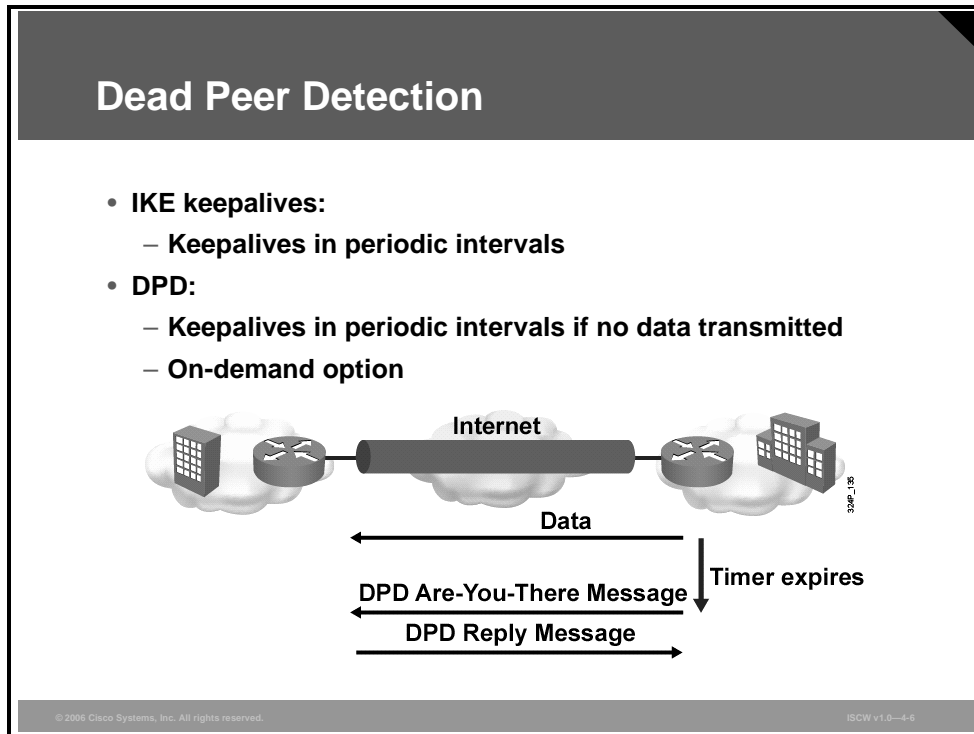 Dead Peer Detection
• IKE keepalives:
– Keepalives in periodic intervals
• DPD:
– Keepalives in periodic intervals if no data transmitted
– On-demand option
Internet
324P_135
Data
Timer expires
DPD Are-You-There Message
DPD Reply Message
© 2006 Cisco Systems, Inc. All rights reserved.
ISCW v1.0—4-6